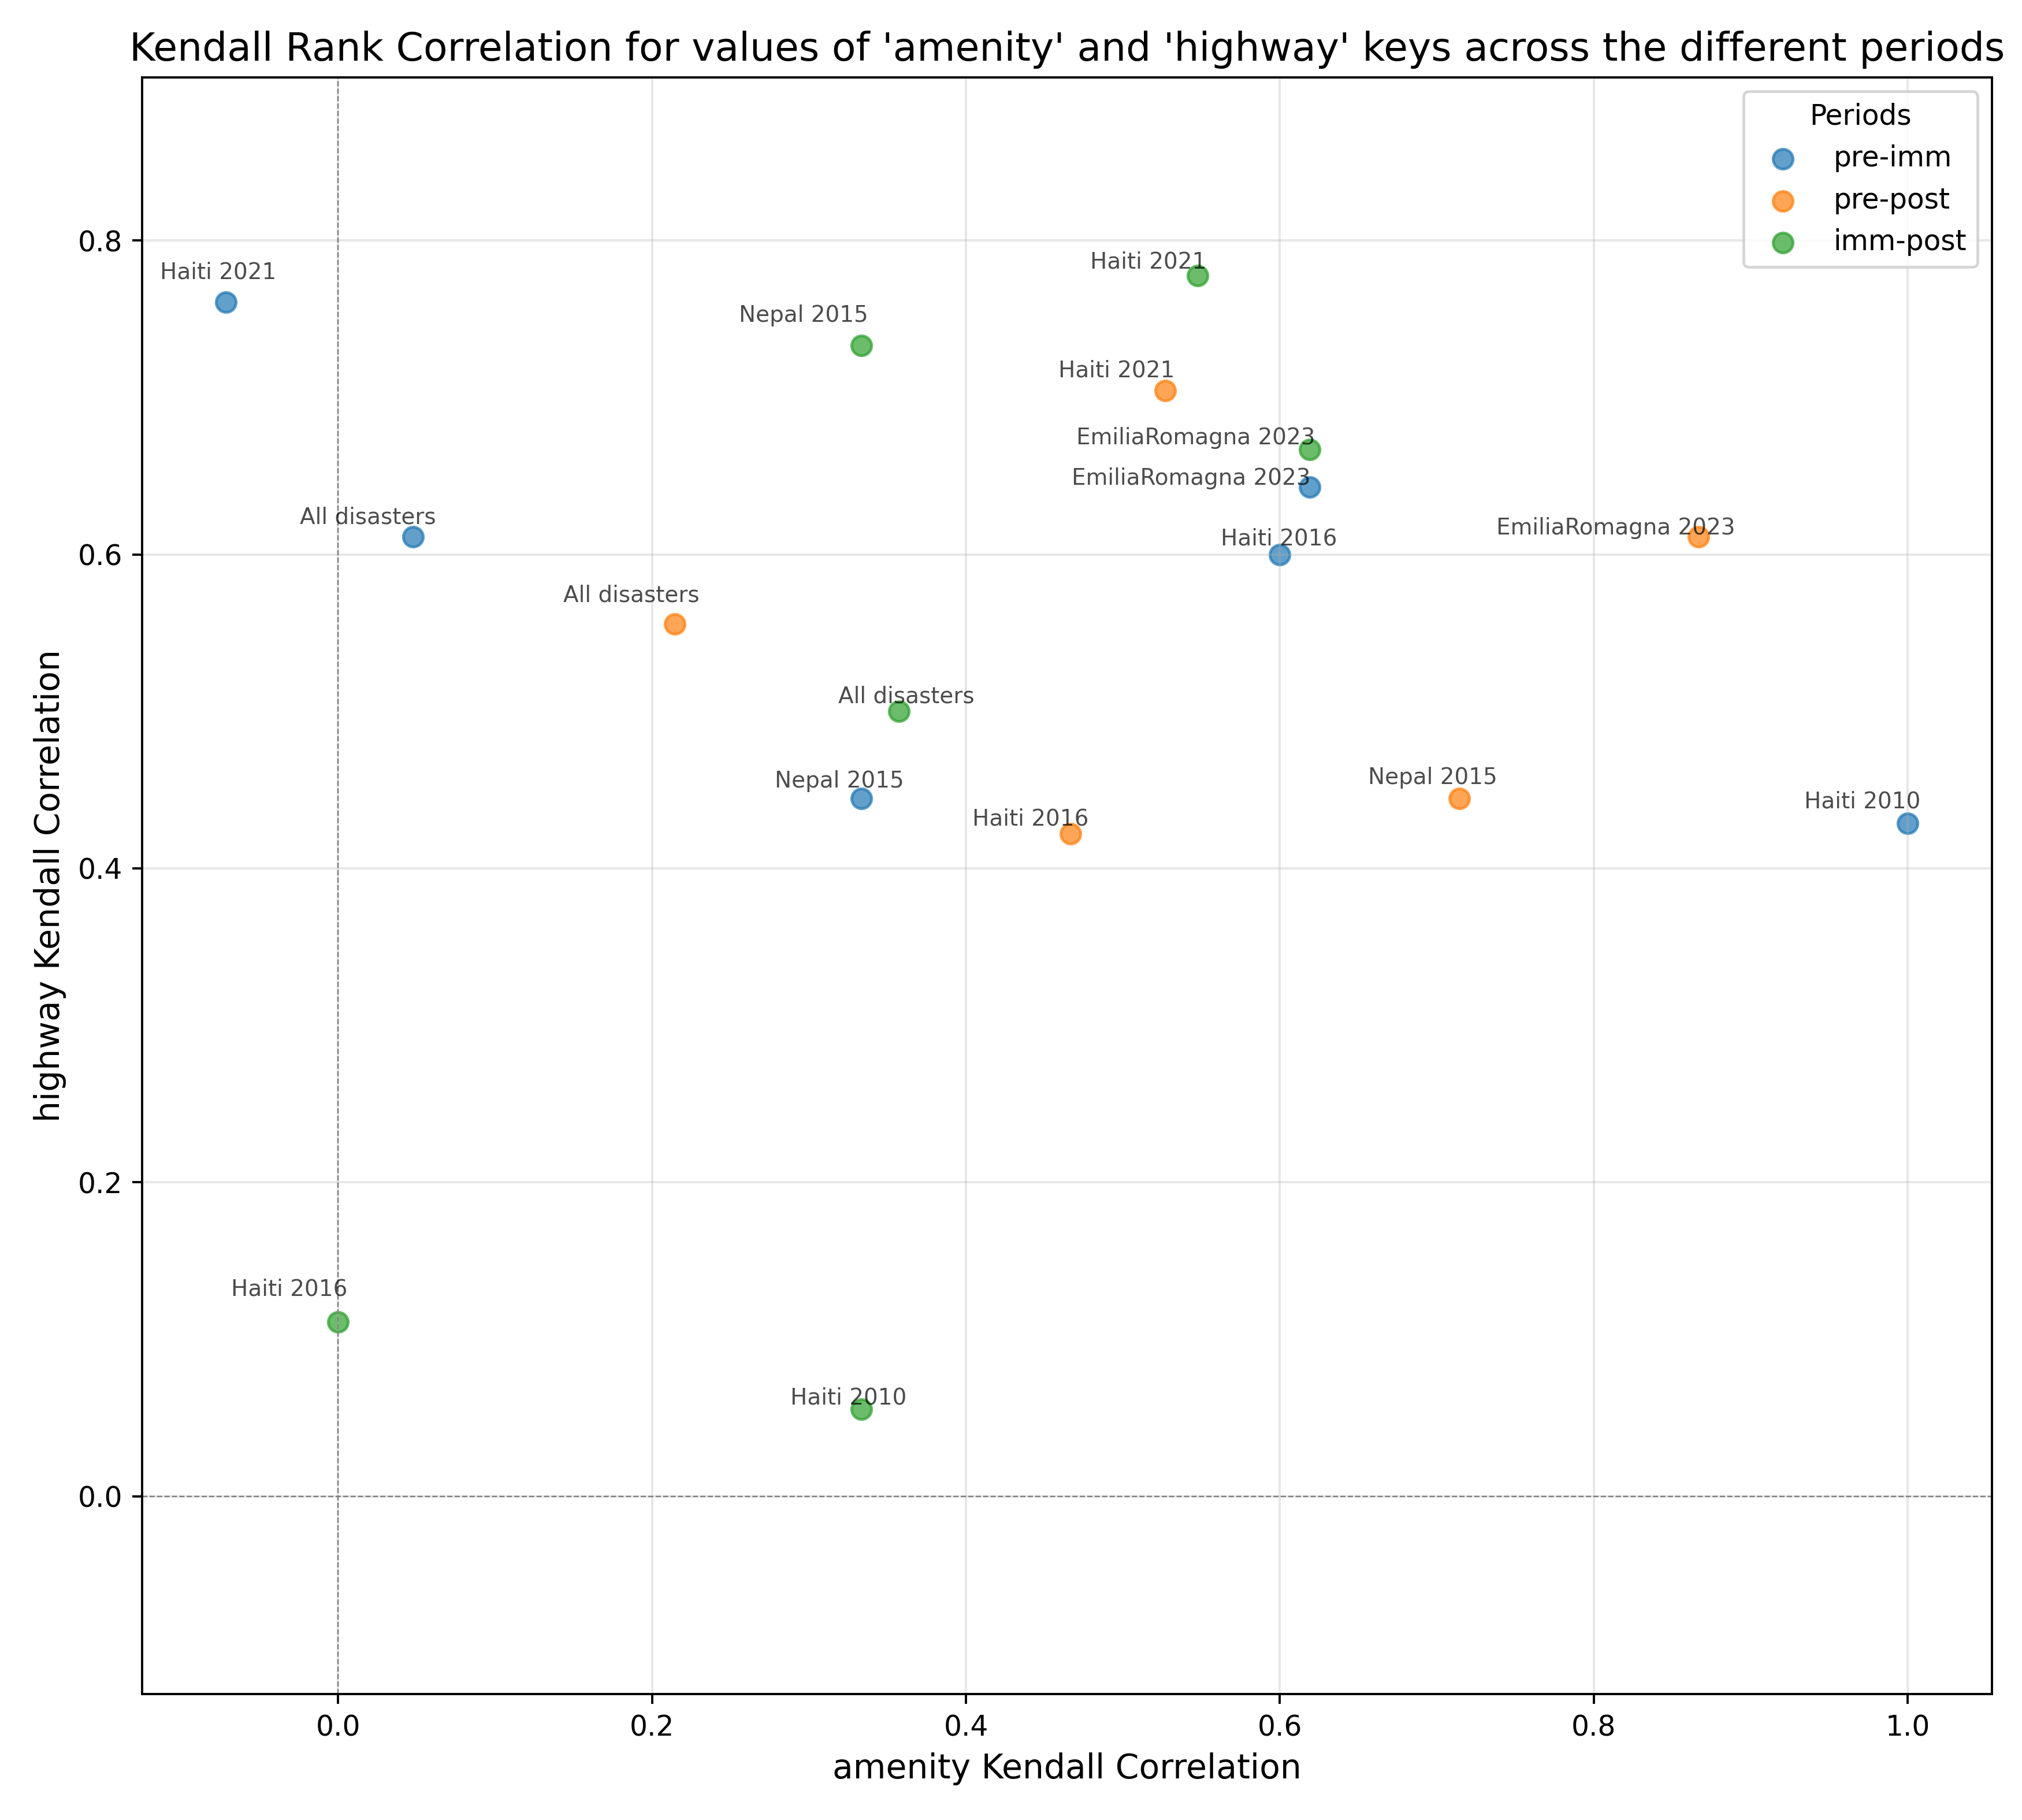 Kendall Rank Correlation for values of 'amenity' and 'highway' keys across the different periods
Periods
pre-imm
pre-post
imm-post
highway Kendall Correlation
0.8
0.6
0.4
0.2
0.0
Haiti 2021
Haiti 2021
Nepal 2015
Haiti 2021
EmiliaRomagna 2023
EmiliaRomagna 2023
All disasters
EmiliaRomagna 2023
Haiti 2016
All disasters
All disasters
Nepal 2015
Nepal 2015
Haiti 2010
Haiti 2016
Haiti 2016
Haiti 2010
0.0
0.2
0.4
0.6
0.8
1.0
amenity Kendall Correlation